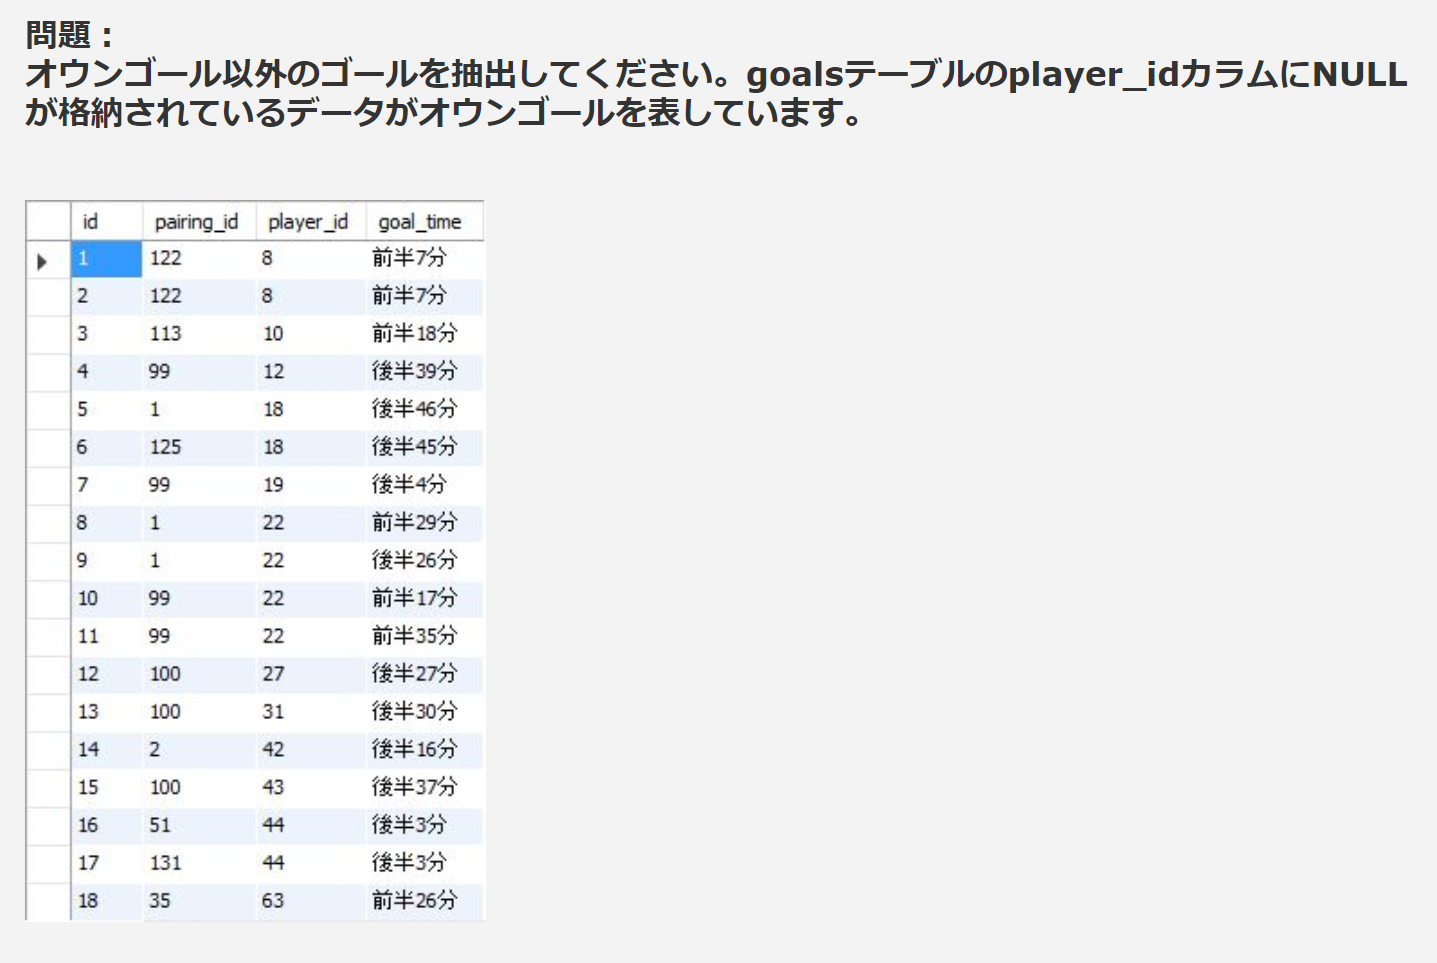 問題：
オウンゴール以外のゴールを抽出してください。goalsテーブルのplayer_idカラムにNULL
が格納されているデータがオウンゴールを表しています。
id pairing_id player_id goal_time
1 122 8 前半7分
2 122 8 前半7分
3 113 10 前半18分
4 99 12 後半39分
5 1 18 後半46分
6 125 18 後半45分
7 99 19 後半4分
8 1 22 前半29分
9 1 22 後半26分
10 99 22 前半17分
11 99 22 前半35分
12 100 27 後半27分
13 100 31 後半30分
14 2 42 後半16分
15 100 43 後半37分
16 51 44 後半3分
17 131 44 後半3分
18 35 63 前半26分